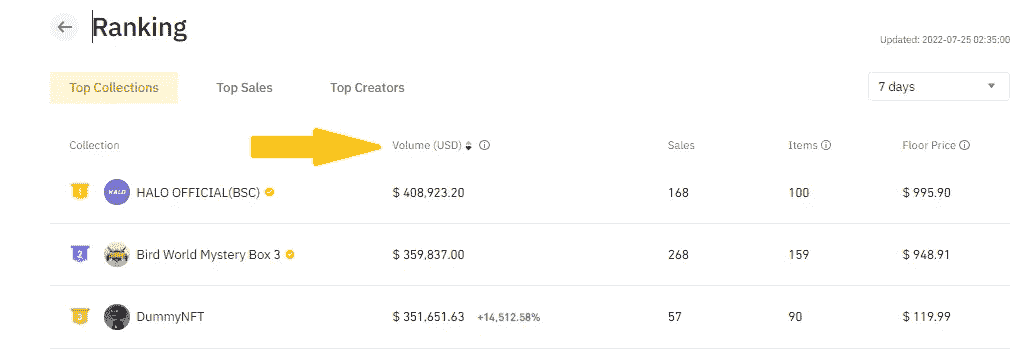 Ranking
Updated: 2022-07-25 02:35:00
Top Collections Top Sales Top Creators 7 days
Collection Volume (USD) Sales Items Floor Price
1 HALO HALO OFFICIAL(BSC) $ 408,923.20 168 100 $ 995.90
2 Bird World Mystery Box 3 $ 359,837.00 268 159 $ 948.91
3 DummyNFT $ 351,651.63 +14,512.58% 57 90 $ 119.99